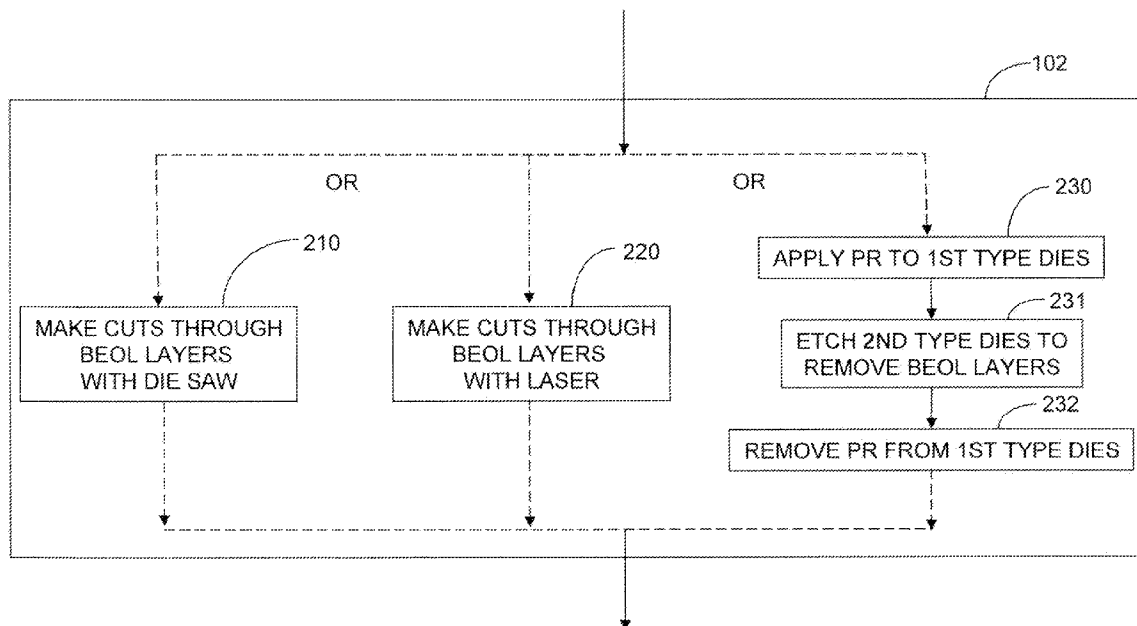 102
OR
OR
230
APPLY PR TO 1ST TYPE DIES
210
MAKE CUTS THROUGH
BEOL LAYERS
WITH DIE SAW
220
MAKE CUTS THROUGH
BEOL LAYERS
WITH LASER
231
ETCH 2ND TYPE DIES TO
REMOVE BEOL LAYERS
232
REMOVE PR FROM 1ST TYPE DIES